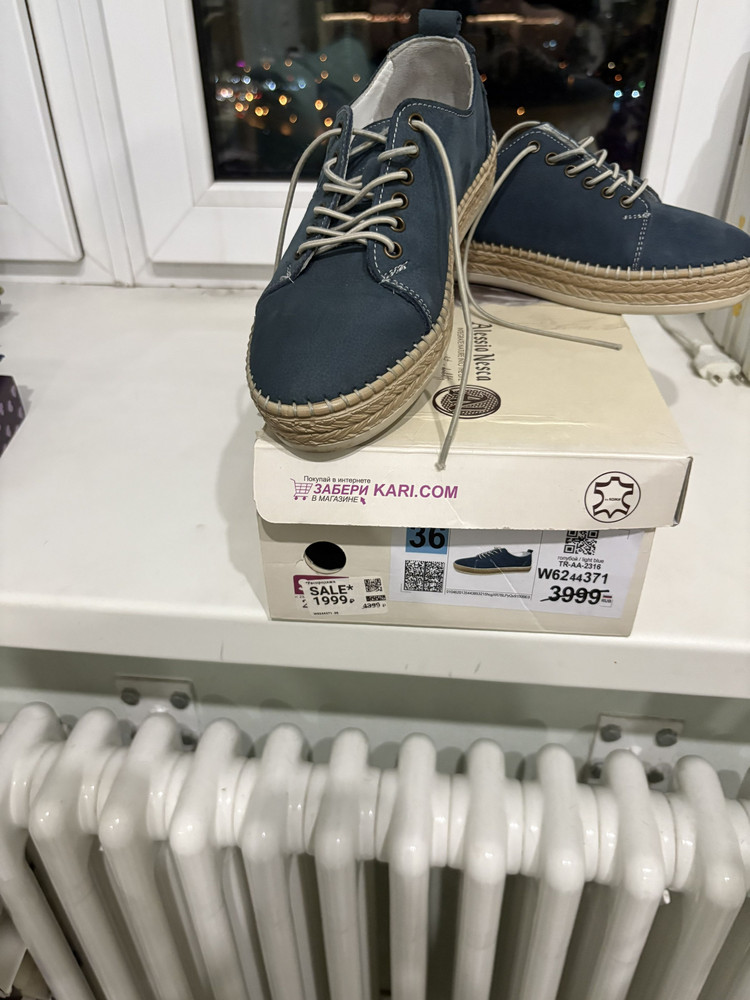 Alessio Nesca
Покупай в интернете
ЗАБЕРИ KARI.COM
В МАГАЗИНЕ
36
голубой / light blue
TR-AA-2316
W6244371
3999
SALE*
1999 ₽